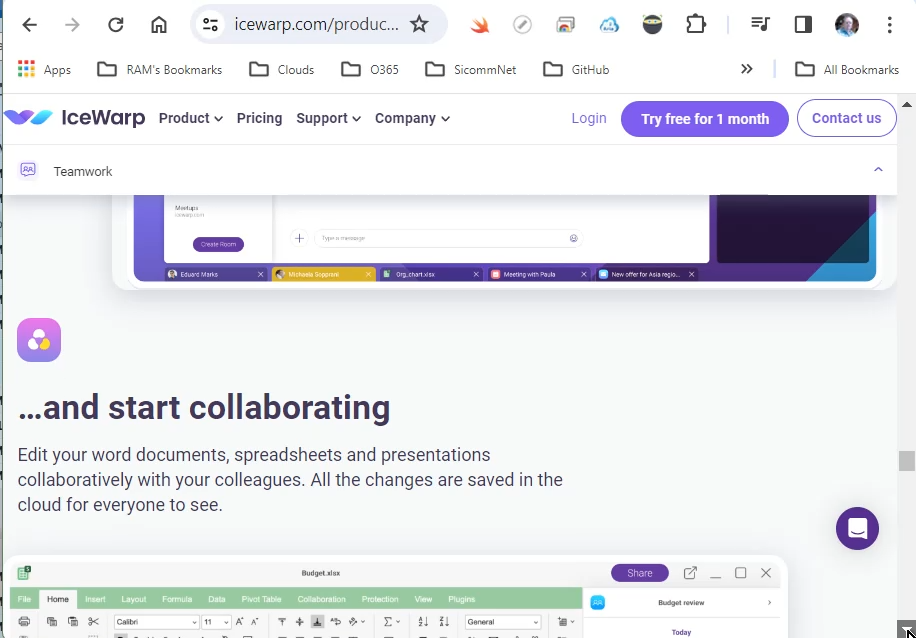 icewarp.com/produc...
Apps RAM's Bookmarks Clouds O365 SicommNet GitHub » All Bookmarks
IceWarp Product Pricing Support Company Login Try free for 1 month Contact us
Teamwork
Meetups
icewarp.com
Create Room
Type a message
Eduard Marks Michaela Sopprani Org_chart.xlsx Meeting with Paula New offer for Asia regio...
...and start collaborating
Edit your word documents, spreadsheets and presentations
collaboratively with your colleagues. All the changes are saved in the
cloud for everyone to see.
Budget.xlsx Share
File Home Insert Layout Formula Data Pivot Table Collaboration Protection View Plugins
Budget review
Calibri 11 General
Today